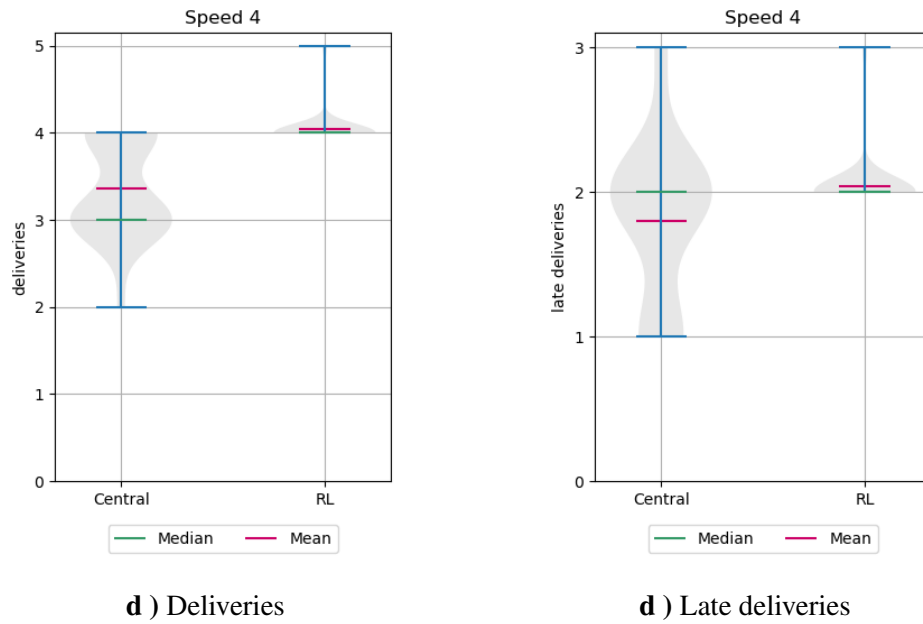 Speed 4
5
4
3
2
1
0
deliveries
Central RL
Median Mean
d ) Deliveries
Speed 4
3
2
1
0
late deliveries
Central RL
Median Mean
d ) Late deliveries